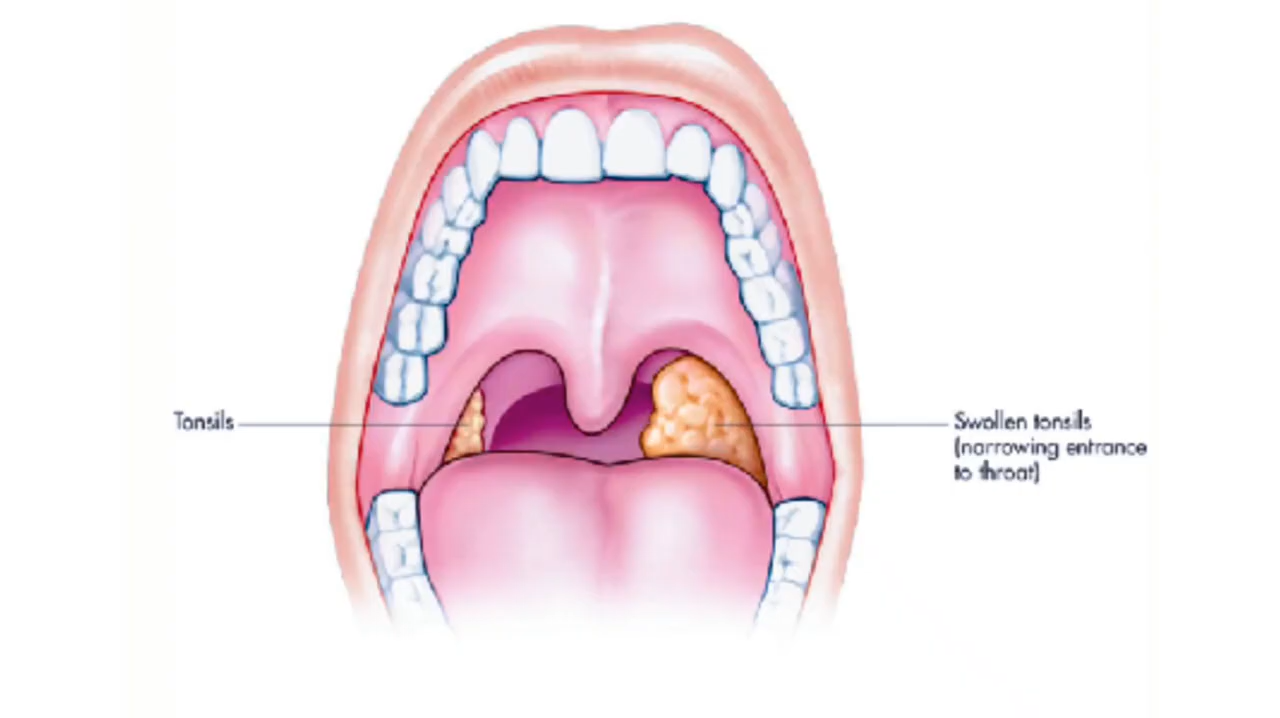 Tonsils
Swollen tonsils
(narrowing entrance
to throat)